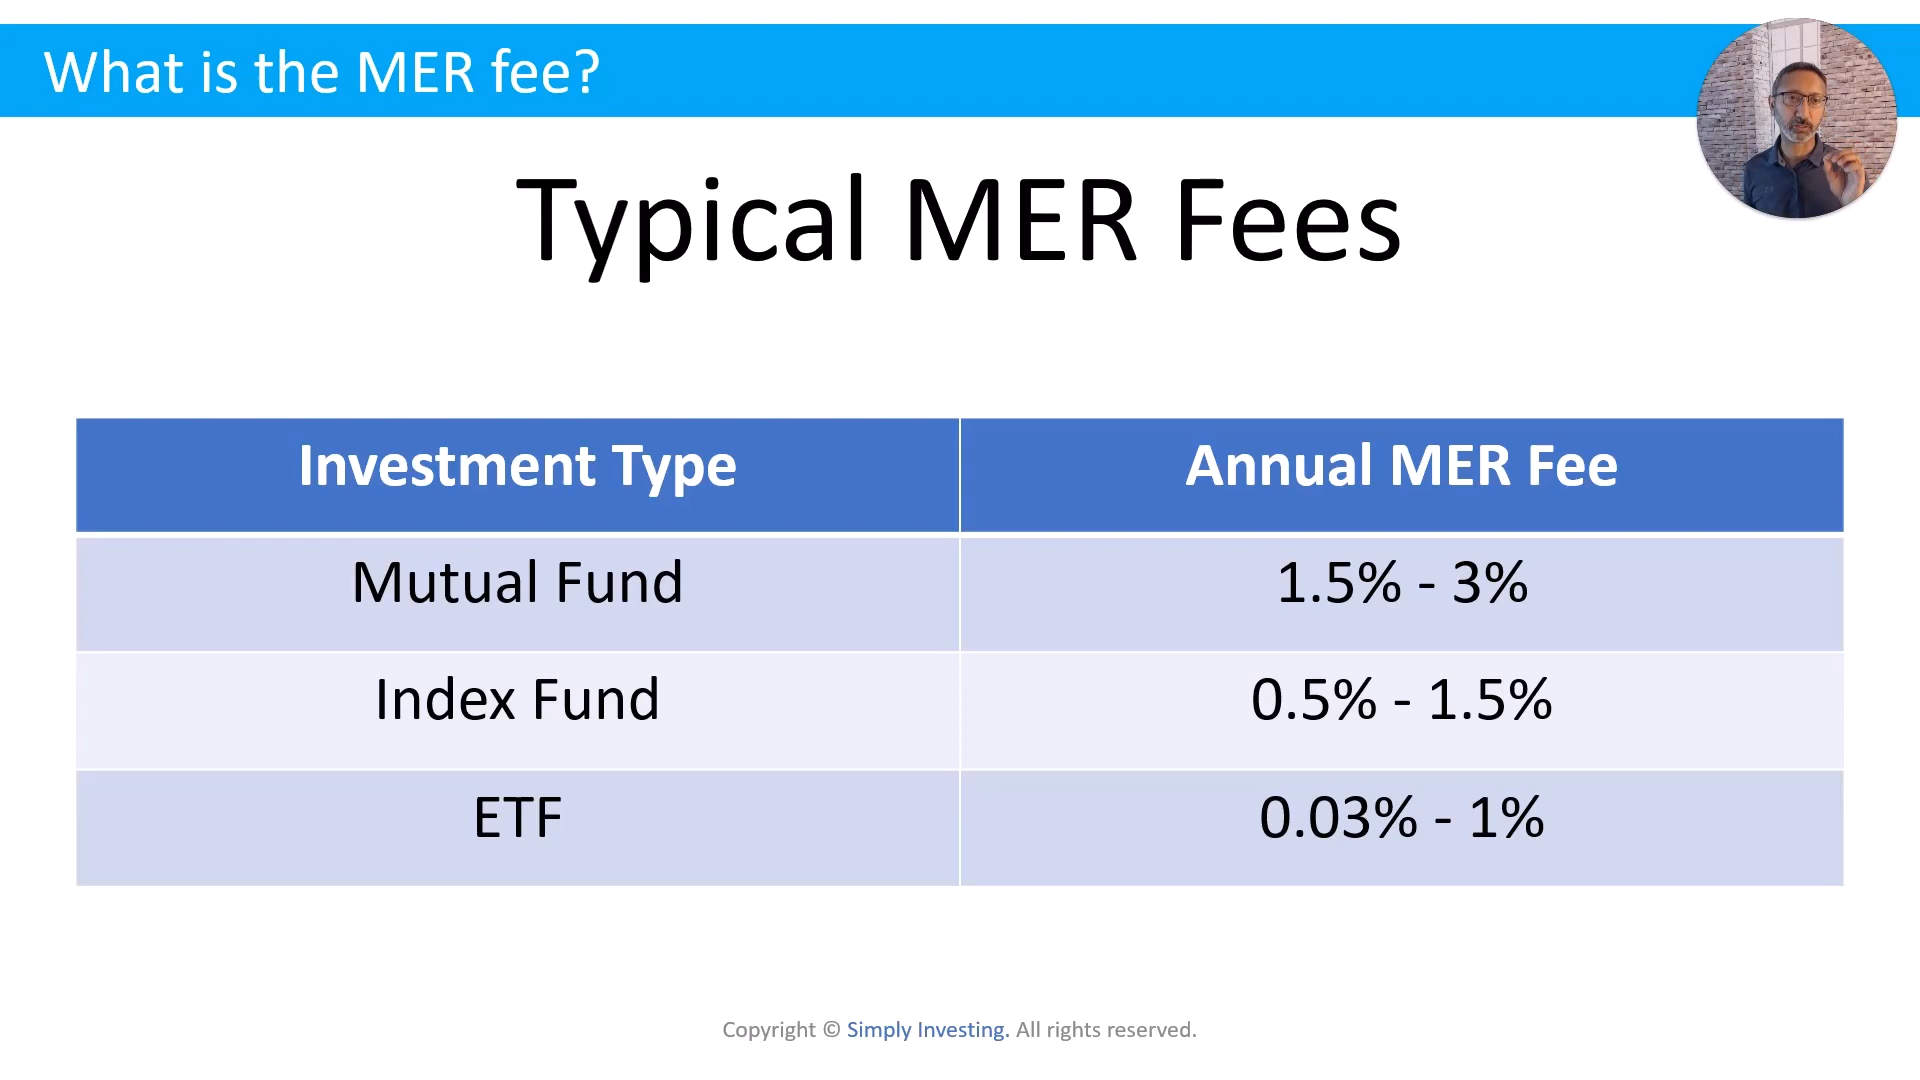 What is the MER fee?
Typical MER Fees
Investment Type
Annual MER Fee
Mutual Fund
1.5% - 3%
Index Fund
0.5% - 1.5%
ETF
0.03% - 1%
Copyright © Simply Investing. All rights reserved.